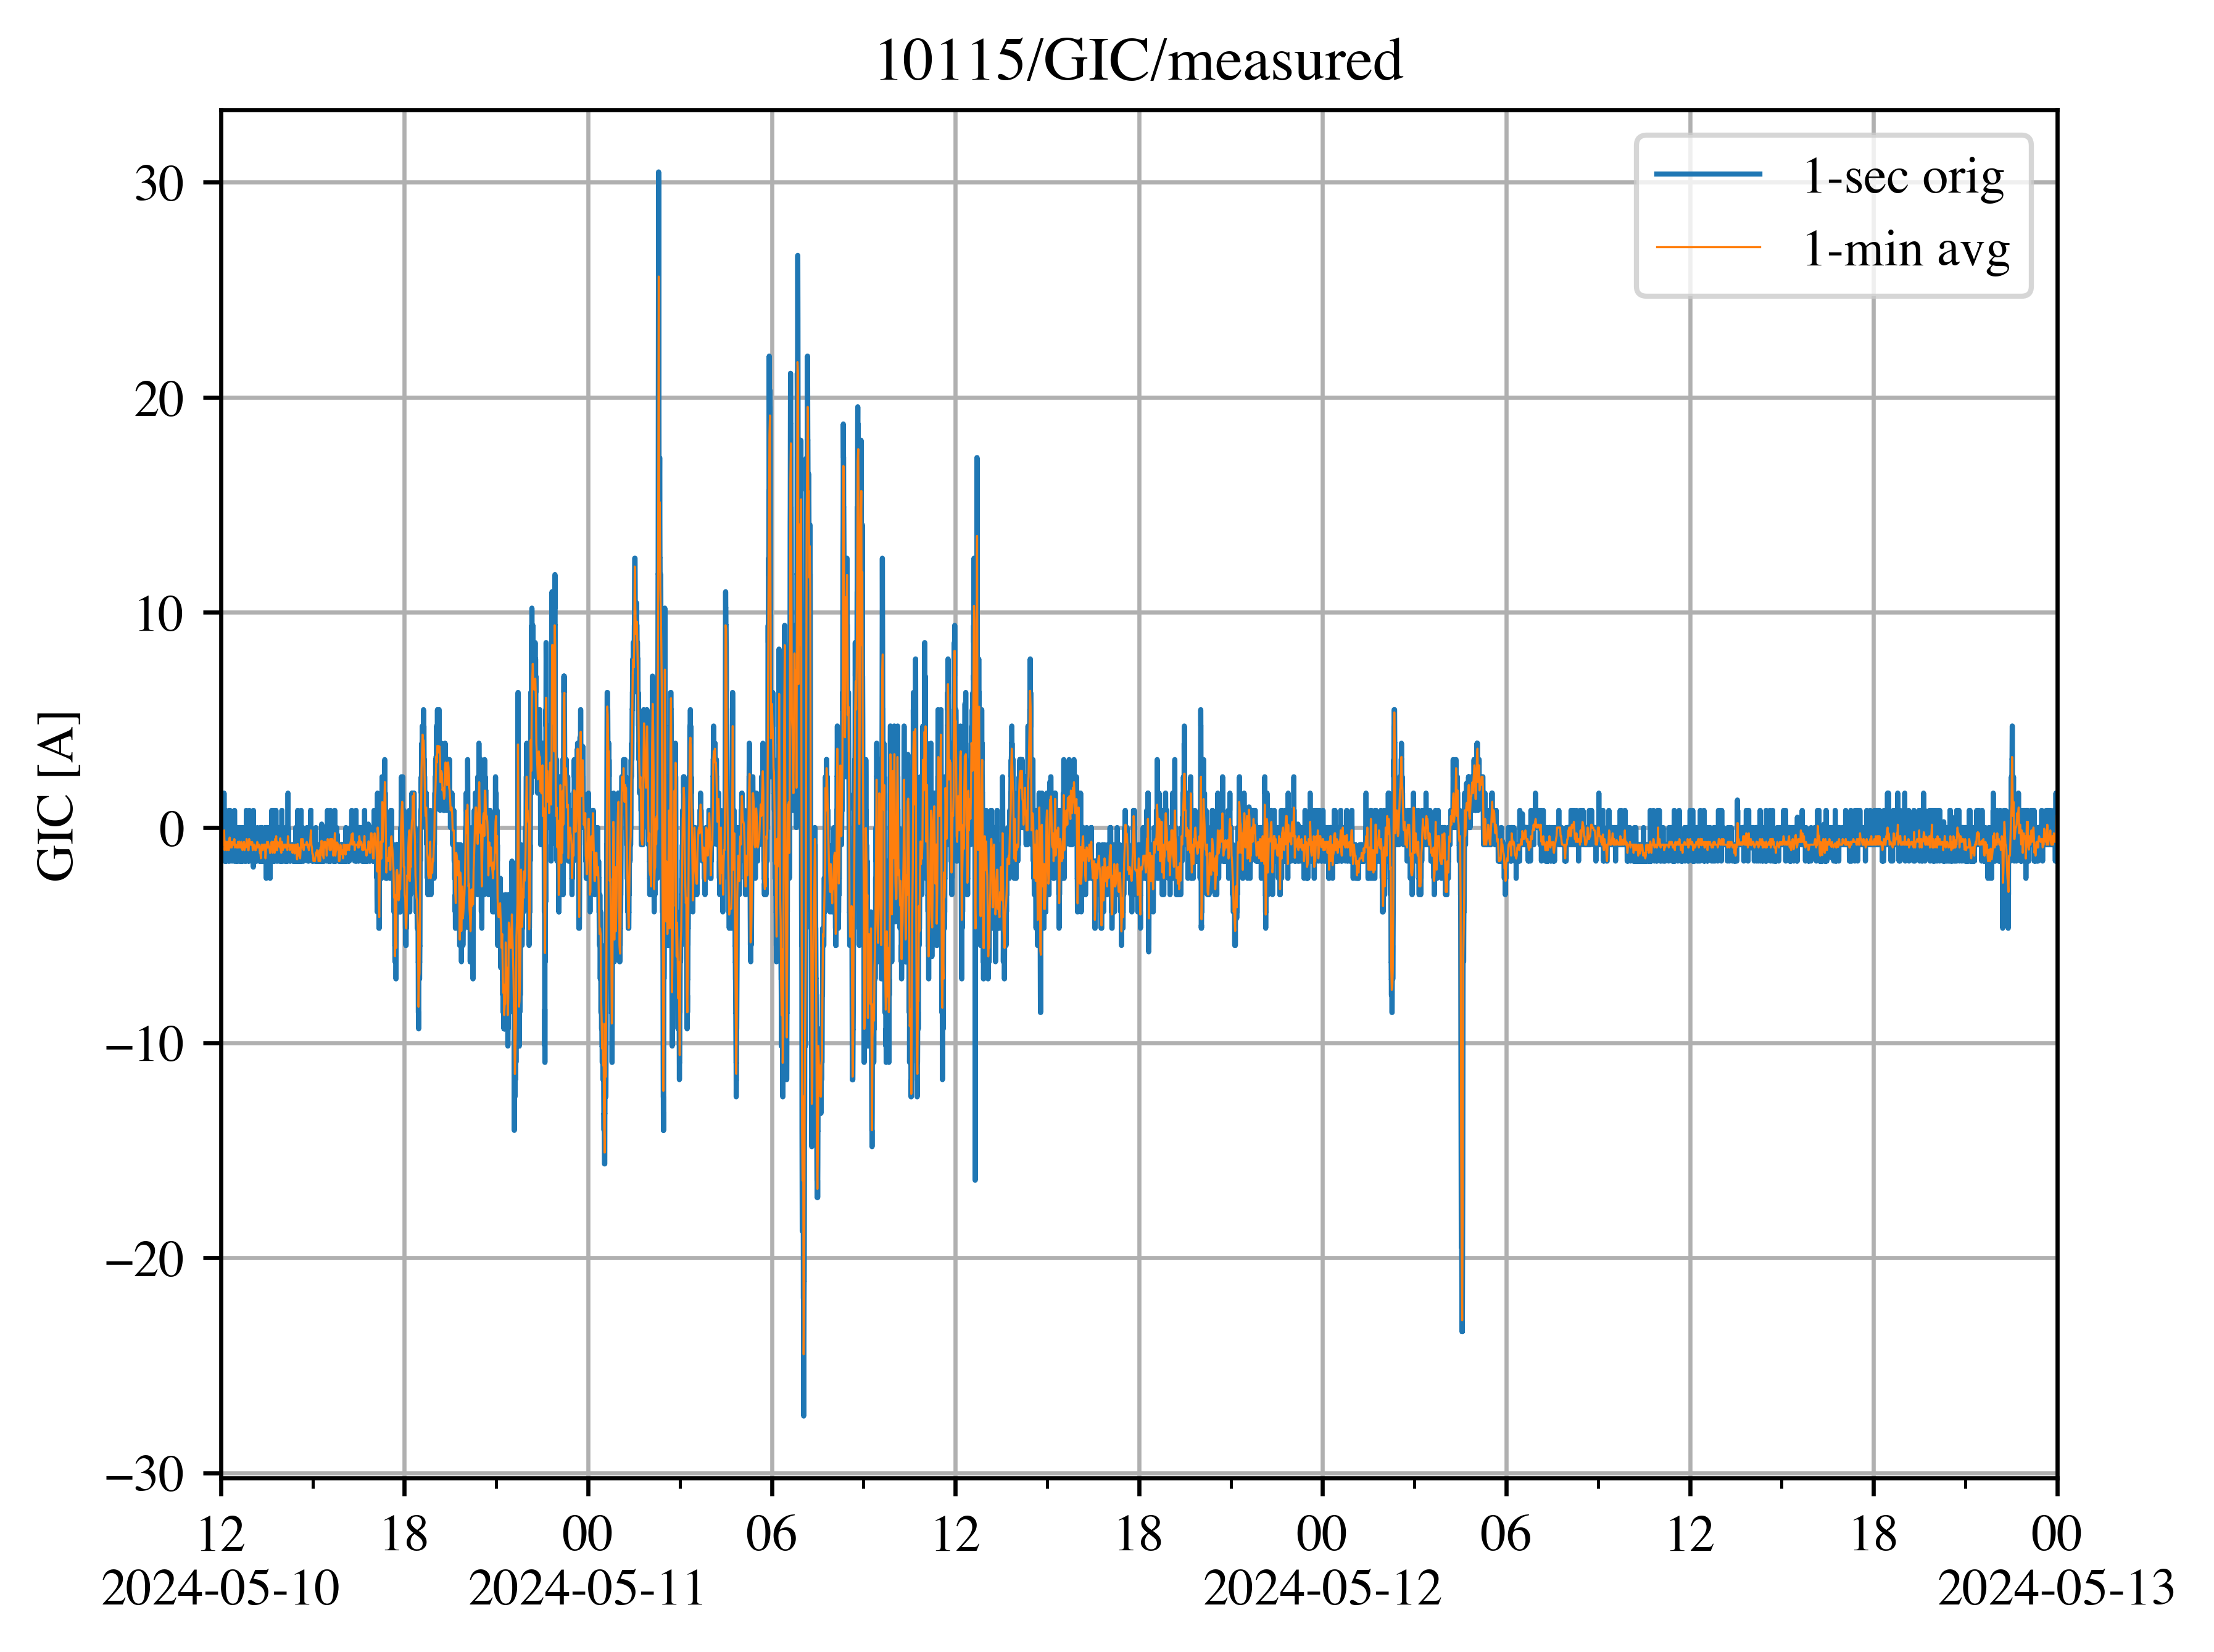 10115/GIC/measured
1-sec orig
1-min avg
GIC [A]
30
20
10
0
−10
−20
−30
12 18 00 06 12 18 00 06 12 18 00
2024-05-10 2024-05-11 2024-05-12 2024-05-13